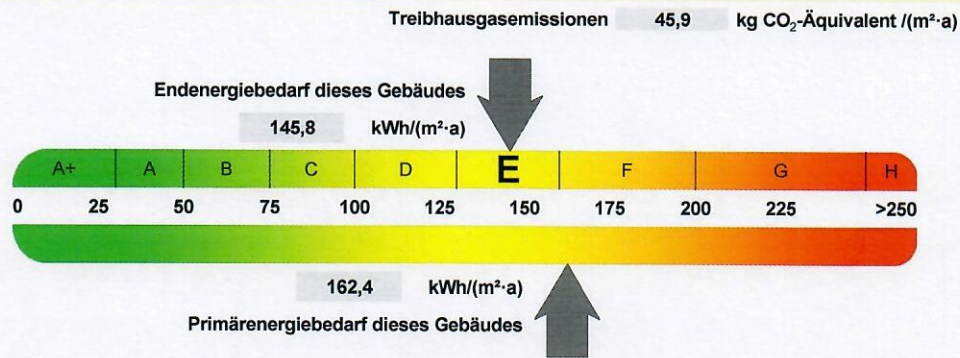 Treibhausgasemissionen 45,9 kg CO₂-Äquivalent /(m²·a)
Endenergiebedarf dieses Gebäudes
145,8 kWh/(m²·a)
A+ A B C D E F G H
0 25 50 75 100 125 150 175 200 225 >250
162,4 kWh/(m²·a)
Primärenergiebedarf dieses Gebäudes